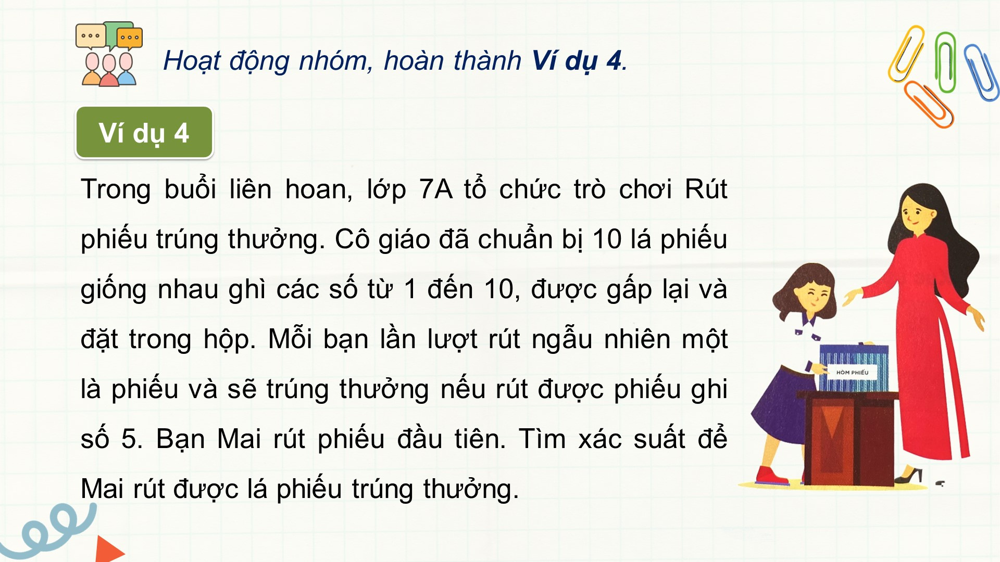 Hoạt động nhóm, hoàn thành Ví dụ 4.
Ví dụ 4
Trong buổi liên hoan, lớp 7A tổ chức trò chơi Rút
phiếu trúng thưởng. Cô giáo đã chuẩn bị 10 lá phiếu
giống nhau ghì các số từ 1 đến 10, được gấp lại và
đặt trong hộp. Mỗi bạn lần lượt rút ngẫu nhiên một
là phiếu và sẽ trúng thưởng nếu rút được phiếu ghi
số 5. Bạn Mai rút phiếu đầu tiên. Tìm xác suất để
Mai rút được lá phiếu trúng thưởng.
HÒM PHIẾU